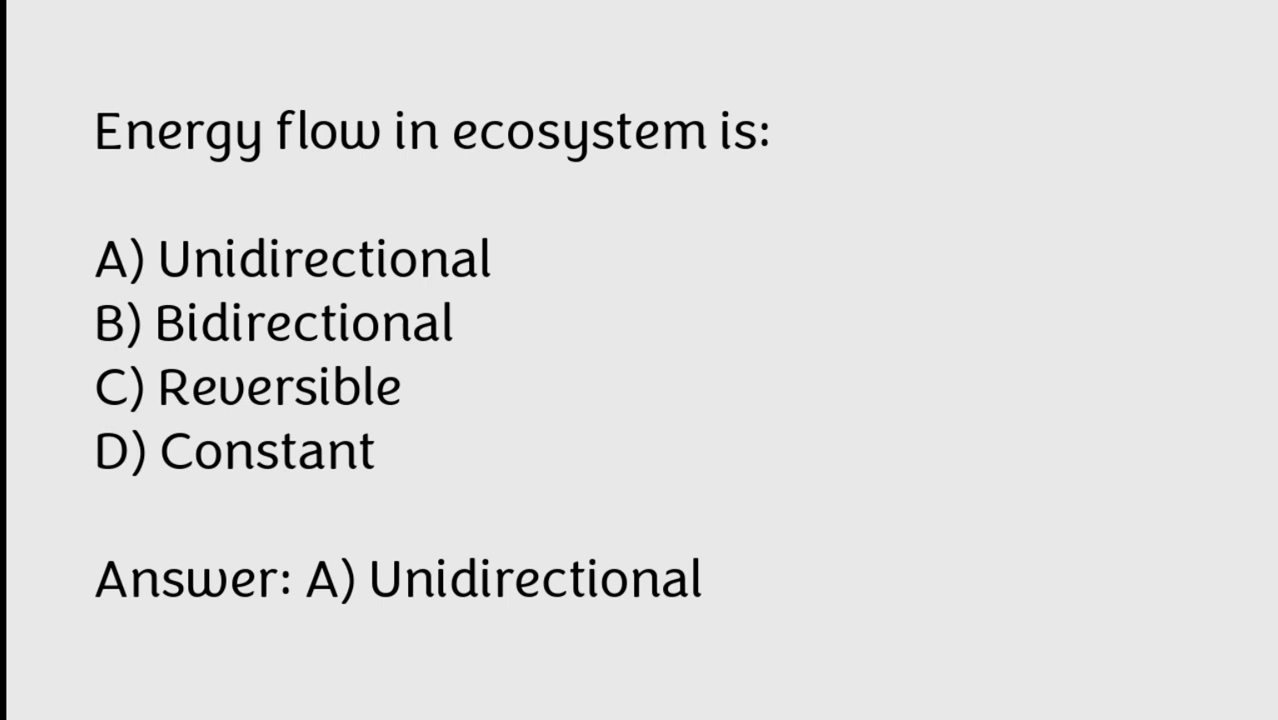 Energy flow in ecosystem is:
A) Unidirectional
B) Bidirectional
C) Reversible
D) Constant
Answer: A) Unidirectional